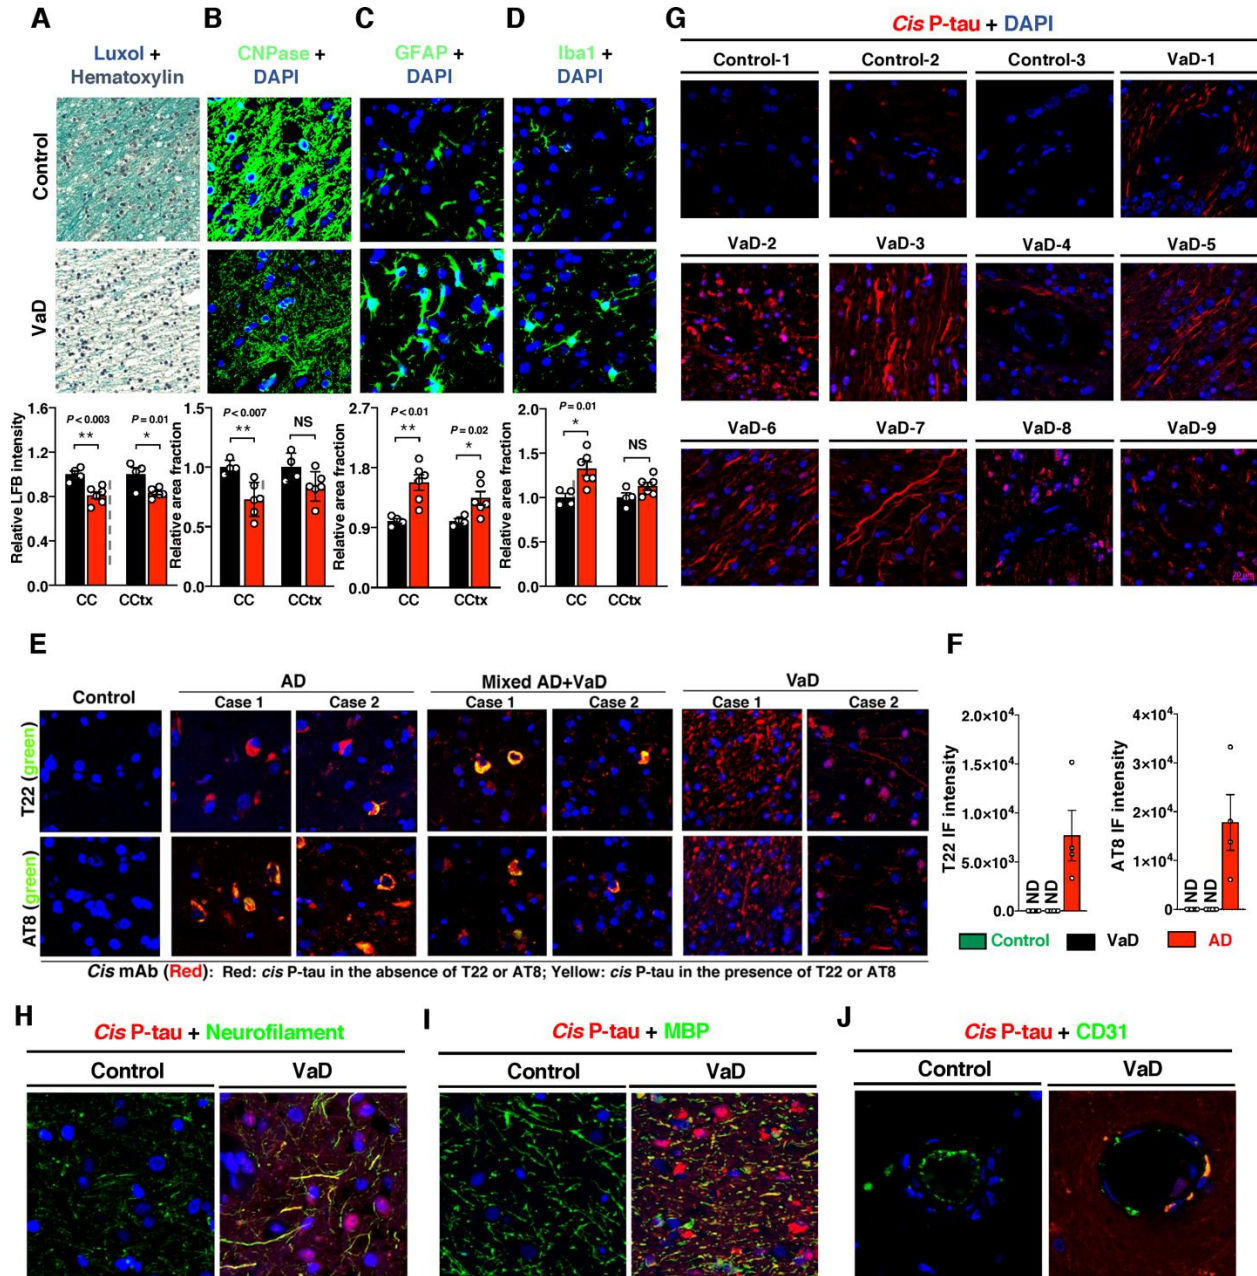 A
B
C
D
Luxol +
Hematoxylin
CNPase +
DAPI
GFAP +
DAPI
Iba1 +
DAPI
Control
VaD
Relative LFB intensity
1.6
1.2
0.8
0.4
0.0
P < 0.003
**
P = 0.01
*
CC
CCtx
Relative area fraction
1.5
1.0
0.5
0.0
P < 0.007
**
NS
CC
CCtx
Relative area fraction
2.7
1.8
0.9
0.0
P < 0.01
**
P = 0.02
*
CC
CCtx
Relative area fraction
2.0
1.5
1.0
0.5
0.0
P = 0.01
*
NS
CC
CCtx
G
Cis P-tau + DAPI
Control-1 Control-2 Control-3 VaD-1
VaD-2 VaD-3 VaD-4 VaD-5
VaD-6 VaD-7 VaD-8 VaD-9
20 μm
E
Control
AD
Case 1 Case 2
Mixed AD+VaD
Case 1 Case 2
VaD
Case 1 Case 2
T22 (green)
AT8 (green)
Cis mAb (Red): Red: cis P-tau in the absence of T22 or AT8; Yellow: cis P-tau in the presence of T22 or AT8
F
T22 IF intensity
2.0×10⁴
1.5×10⁴
1.0×10⁴
5.0×10³
0.0
ND ND
AT8 IF intensity
4×10⁴
3×10⁴
2×10⁴
1×10⁴
0
ND ND
Control VaD AD
H
Cis P-tau + Neurofilament
Control VaD
I
Cis P-tau + MBP
Control VaD
J
Cis P-tau + CD31
Control VaD